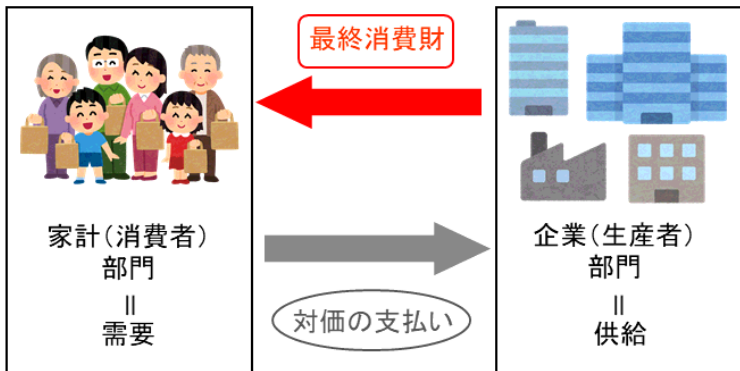 最終消費財
家計（消費者）
部門
＝
需要
対価の支払い
企業（生産者）
部門
＝
供給